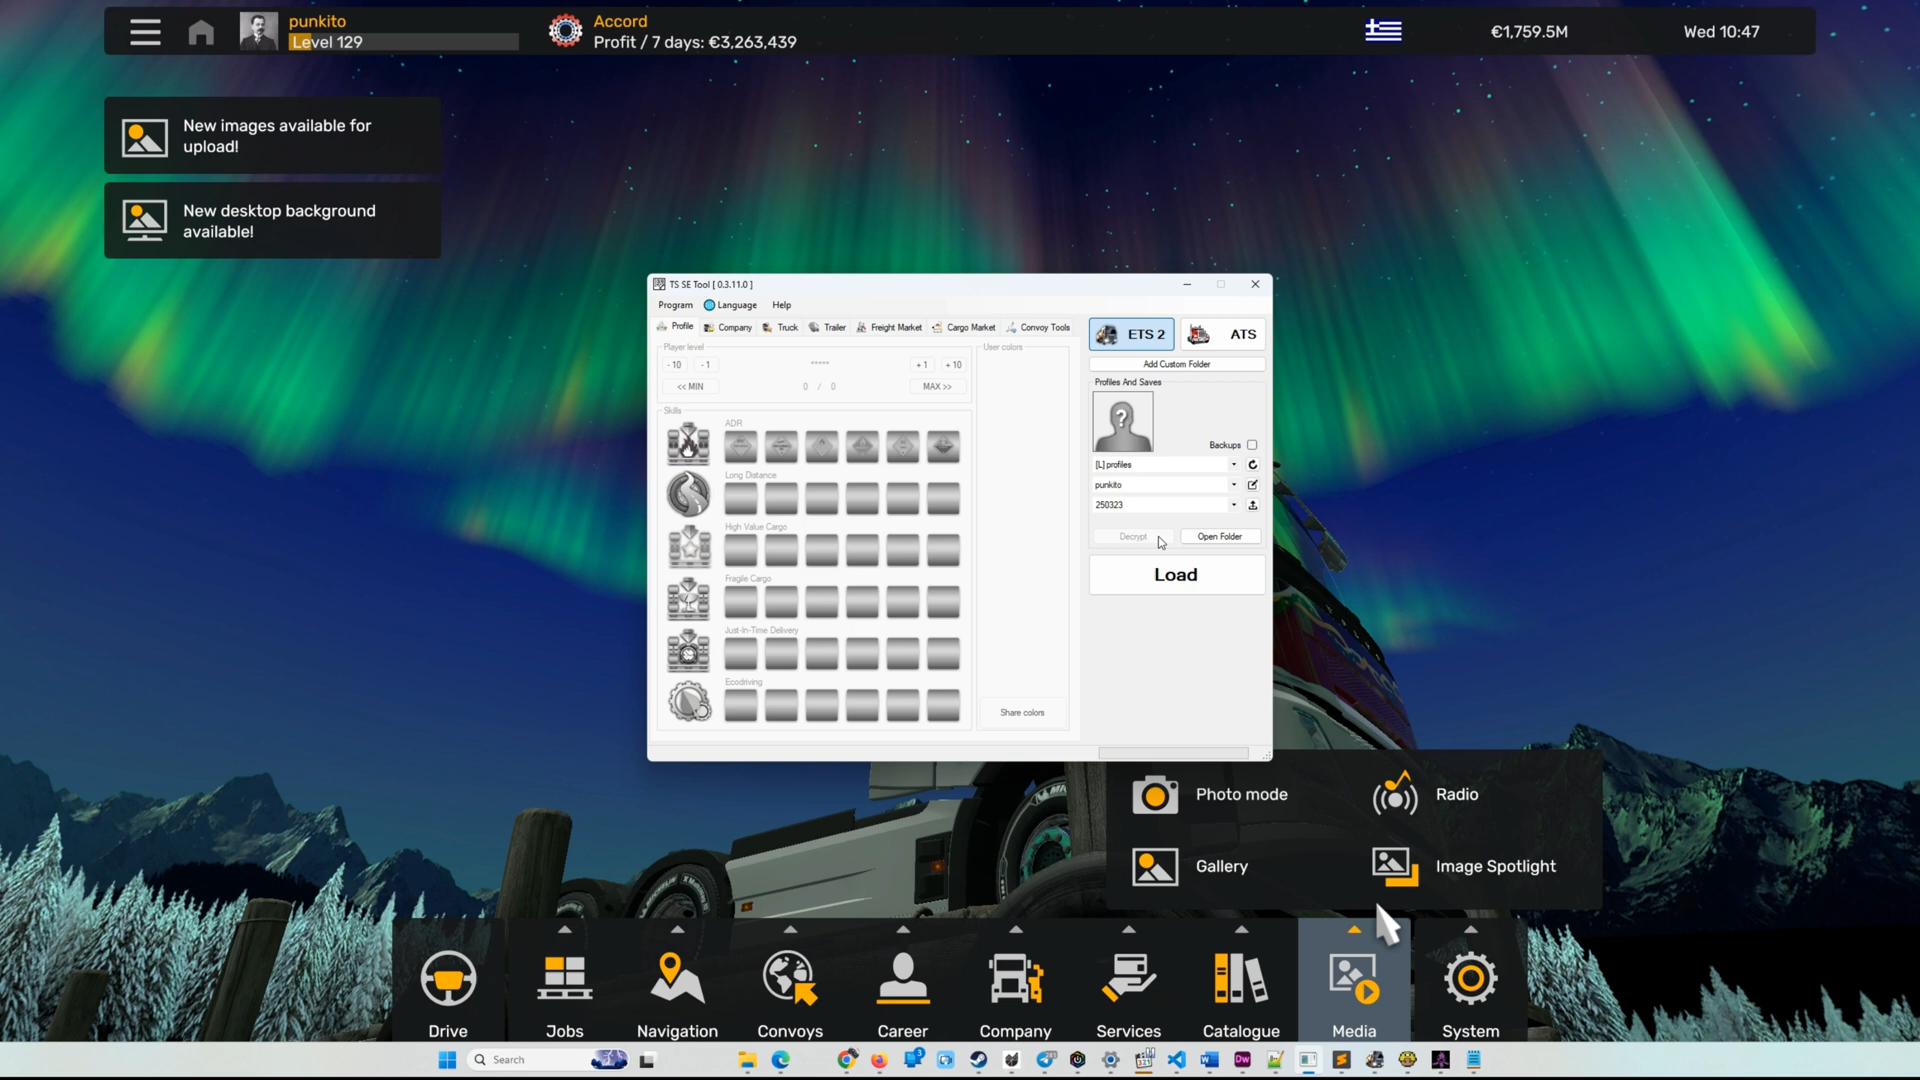 punkito
Level 129
Accord
Profit / 7 days: €3,263,439
€1,759.5M
Wed 10:47
New images available for
upload!
New desktop background
available!
TS SE Tool [ 0.3.11.0 ]
Program
Language
Help
Profile
Company
Truck
Trailer
Freight Market
Cargo Market
Convoy Tools
ETS 2
ATS
Player level
- 10
- 1
*****
+ 1
+ 10
<< MIN
0 / 0
MAX >>
User colors
Share colors
Skills
ADR
Long Distance
High Value Cargo
Fragile Cargo
Just-In-Time Delivery
Ecodriving
Add Custom Folder
Profiles And Saves
?
Backups
[L] profiles
punkito
250323
Decrypt
Open Folder
Load
Photo mode
Radio
Gallery
Image Spotlight
Drive
Jobs
Navigation
Convoys
Career
Company
Services
Catalogue
Media
System
Search
3
Dw